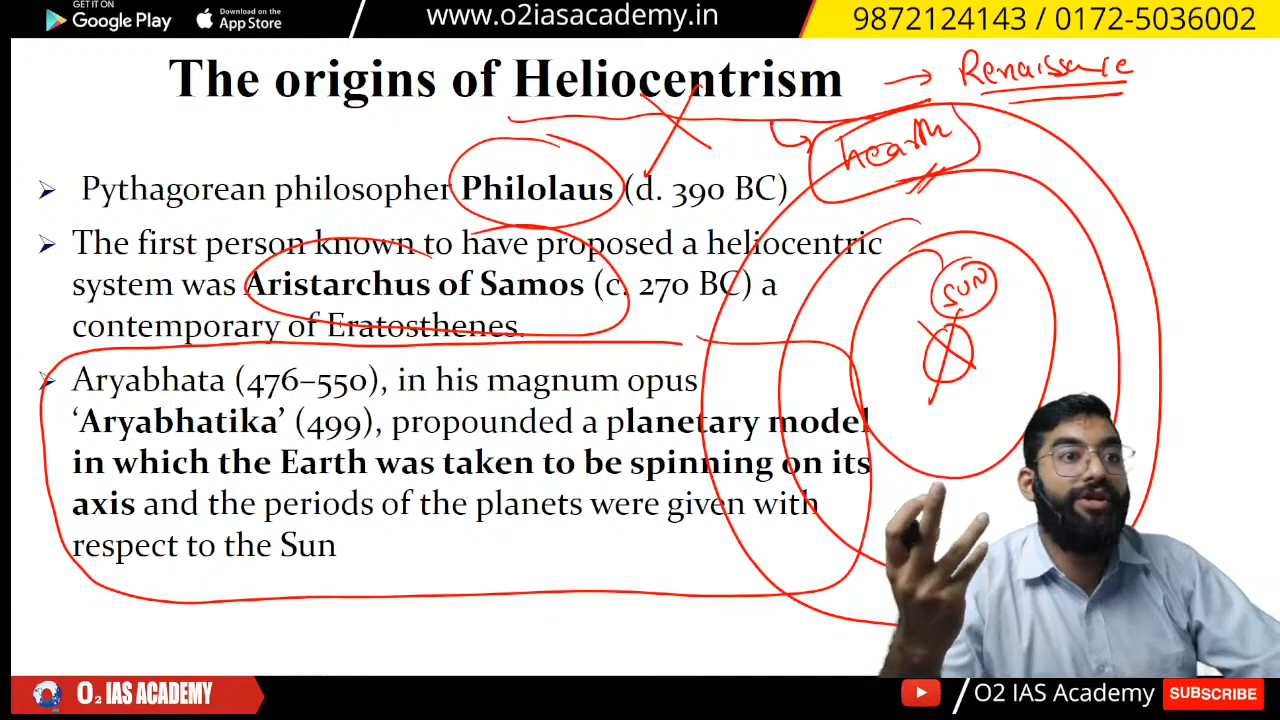 GET IT ON
Google Play
Download on the
App Store
www.o2iasacademy.in
9872124143 / 0172-5036002
The origins of Heliocentrism
→ Renaissance
hearth
Pythagorean philosopher Philolaus (d. 390 BC)
The first person known to have proposed a heliocentric
system was Aristarchus of Samos (c. 270 BC) a
contemporary of Eratosthenes.
SUN
Aryabhata (476–550), in his magnum opus
‘Aryabhatika’ (499), propounded a planetary model
in which the Earth was taken to be spinning on its
axis and the periods of the planets were given with
respect to the Sun
O2 IAS ACADEMY
O2 IAS Academy
SUBSCRIBE